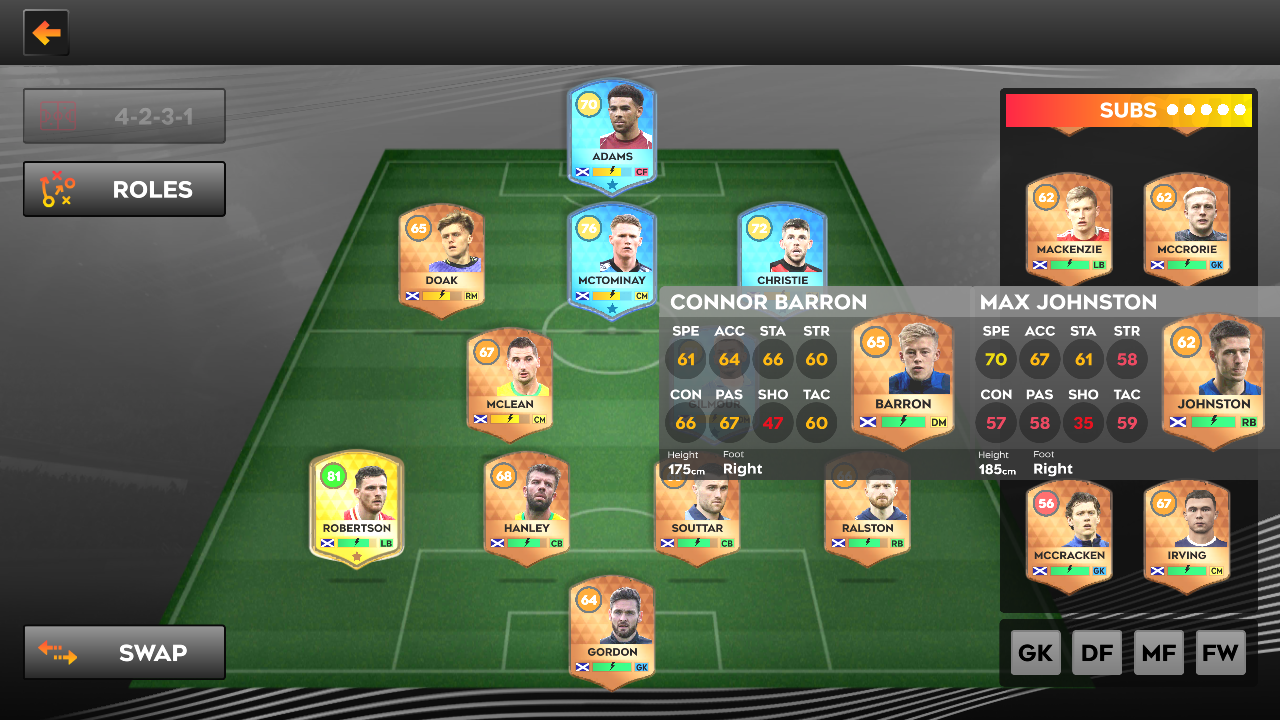 4-2-3-1
ROLES
SUBS
70
ADAMS
CF
65
DOAK
RM
76
MCTOMINAY
CM
72
CHRISTIE
62
MACKENZIE
LB
62
MCCRORIE
GK
CONNOR BARRON
SPE ACC STA STR
61 64 66 60
CON PAS SHO TAC
66 67 47 60
Height Foot
175cm Right
65
BARRON
DM
MAX JOHNSTON
SPE ACC STA STR
70 67 61 58
CON PAS SHO TAC
57 58 35 59
Height Foot
185cm Right
62
JOHNSTON
RB
67
MCLEAN
CM
GILMOUR
81
ROBERTSON
LB
68
HANLEY
CB
SOUTTAR
CB
RALSTON
RB
56
MCCRACKEN
GK
67
IRVING
CM
64
GORDON
GK
SWAP
GK DF MF FW